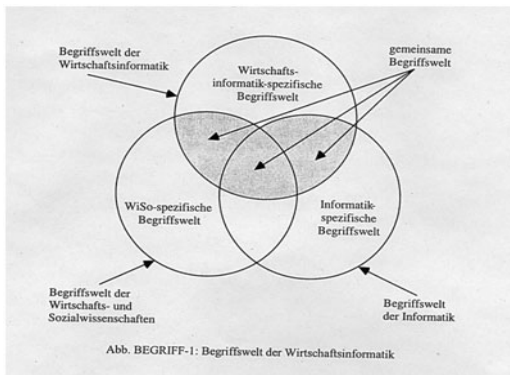 Begriffswelt der
Wirtschaftsinformatik
Wirtschafts-
informatik-spezifische
Begriffswelt
gemeinsame
Begriffswelt
WiSo-spezifische
Begriffswelt
Informatik-
spezifische
Begriffswelt
Begriffswelt der
Wirtschafts- und
Sozialwissenschaften
Begriffswelt
der Informatik
Abb. BEGRIFF-1: Begriffswelt der Wirtschaftsinformatik